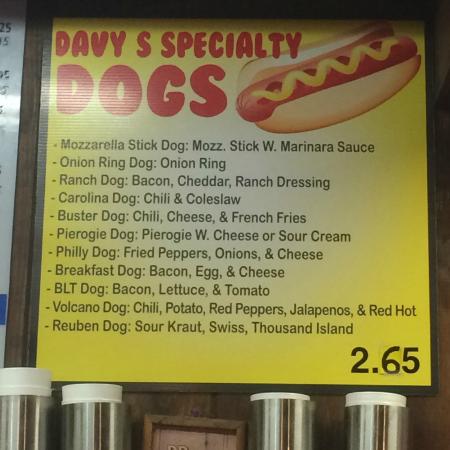 DAVY S SPECIALTY
DOGS
- Mozzarella Stick Dog: Mozz. Stick W. Marinara Sauce
- Onion Ring Dog: Onion Ring
- Ranch Dog: Bacon, Cheddar, Ranch Dressing
- Carolina Dog: Chili & Coleslaw
- Buster Dog: Chili, Cheese, & French Fries
- Pierogie Dog: Pierogie W. Cheese or Sour Cream
- Philly Dog: Fried Peppers, Onions, & Cheese
- Breakfast Dog: Bacon, Egg, & Cheese
- BLT Dog: Bacon, Lettuce, & Tomato
- Volcano Dog: Chili, Potato, Red Peppers, Jalapenos, & Red Hot
- Reuben Dog: Sour Kraut, Swiss, Thousand Island
2.65